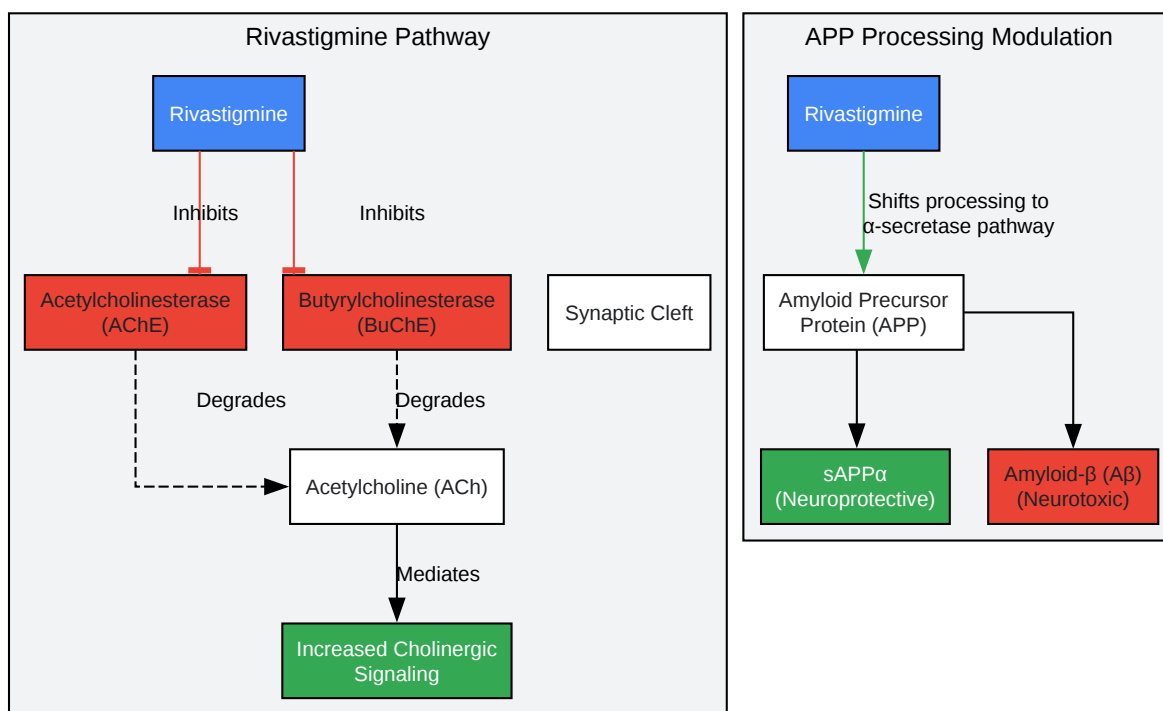 Rivastigmine Pathway
Rivastigmine
Inhibits
Inhibits
Acetylcholinesterase
(AChE)
Butyrylcholinesterase
(BuChE)
Synaptic Cleft
Degrades
Degrades
Acetylcholine (ACh)
Mediates
Increased Cholinergic
Signaling
APP Processing Modulation
Rivastigmine
Shifts processing to
α-secretase pathway
Amyloid Precursor
Protein (APP)
sAPPα
(Neuroprotective)
Amyloid-β (Aβ)
(Neurotoxic)